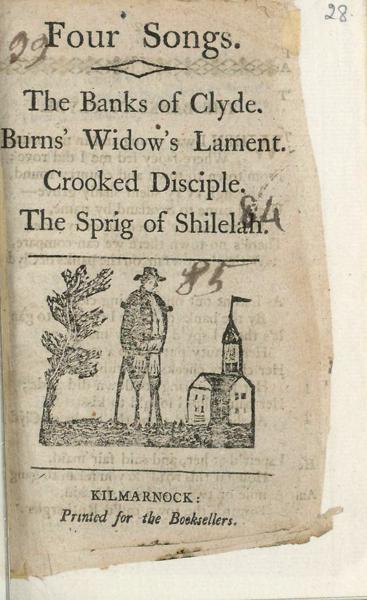 28.
99
Four Songs.
The Banks of Clyde.
Burns' Widow's Lament.
Crooked Disciple.
The Sprig of Shilelah.
84
85
KILMARNOCK:
Printed for the Booksellers.